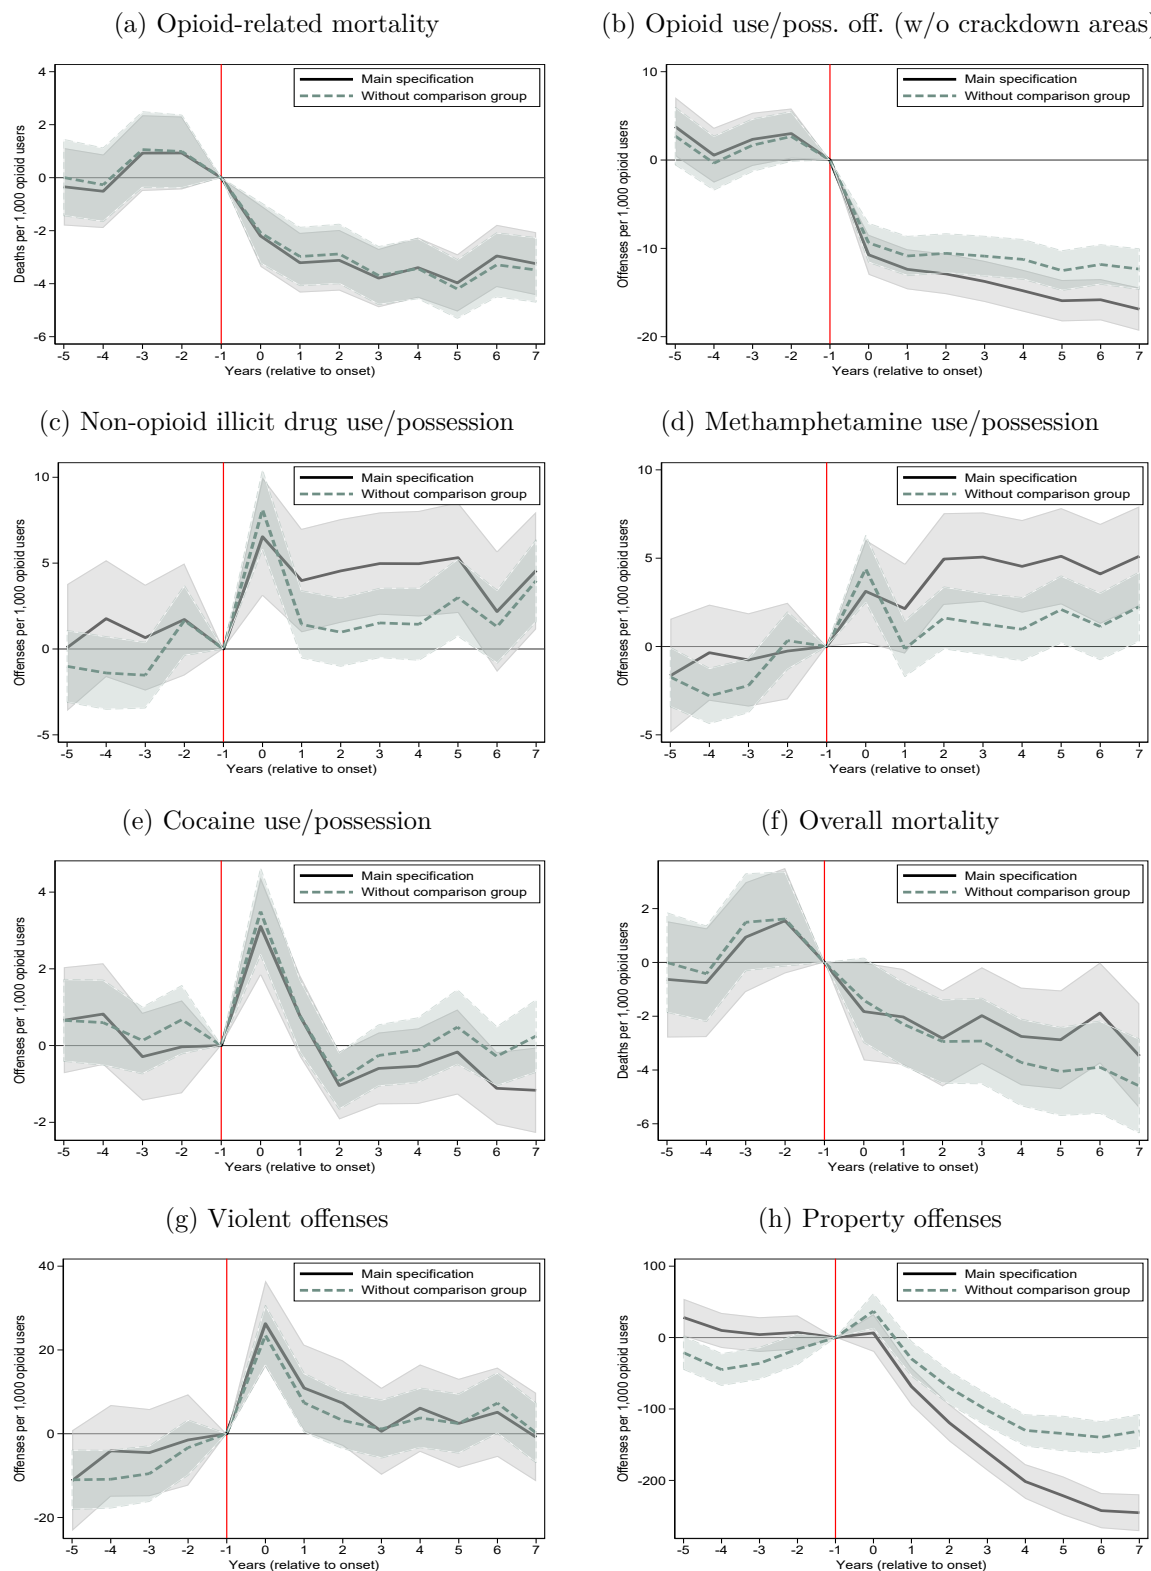 (a) Opioid-related mortality
(b) Opioid use/poss. off. (w/o crackdown areas)
4
2
0
-2
-4
-6
Deaths per 1,000 opioid users
Main specification
Without comparison group
-5 -4 -3 -2 -1 0 1 2 3 4 5 6 7
Years (relative to onset)
10
0
-10
-20
Offenses per 1,000 opioid users
Main specification
Without comparison group
-5 -4 -3 -2 -1 0 1 2 3 4 5 6 7
Years (relative to onset)
(c) Non-opioid illicit drug use/possession
(d) Methamphetamine use/possession
10
5
0
-5
Offenses per 1,000 opioid users
Main specification
Without comparison group
-5 -4 -3 -2 -1 0 1 2 3 4 5 6 7
Years (relative to onset)
10
5
0
-5
Offenses per 1,000 opioid users
Main specification
Without comparison group
-5 -4 -3 -2 -1 0 1 2 3 4 5 6 7
Years (relative to onset)
(e) Cocaine use/possession
(f) Overall mortality
4
2
0
-2
Offenses per 1,000 opioid users
Main specification
Without comparison group
-5 -4 -3 -2 -1 0 1 2 3 4 5 6 7
Years (relative to onset)
2
0
-2
-4
-6
Deaths per 1,000 opioid users
Main specification
Without comparison group
-5 -4 -3 -2 -1 0 1 2 3 4 5 6 7
Years (relative to onset)
(g) Violent offenses
(h) Property offenses
40
20
0
-20
Offenses per 1,000 opioid users
Main specification
Without comparison group
-5 -4 -3 -2 -1 0 1 2 3 4 5 6 7
Years (relative to onset)
100
0
-100
-200
Offenses per 1,000 opioid users
Main specification
Without comparison group
-5 -4 -3 -2 -1 0 1 2 3 4 5 6 7
Years (relative to onset)